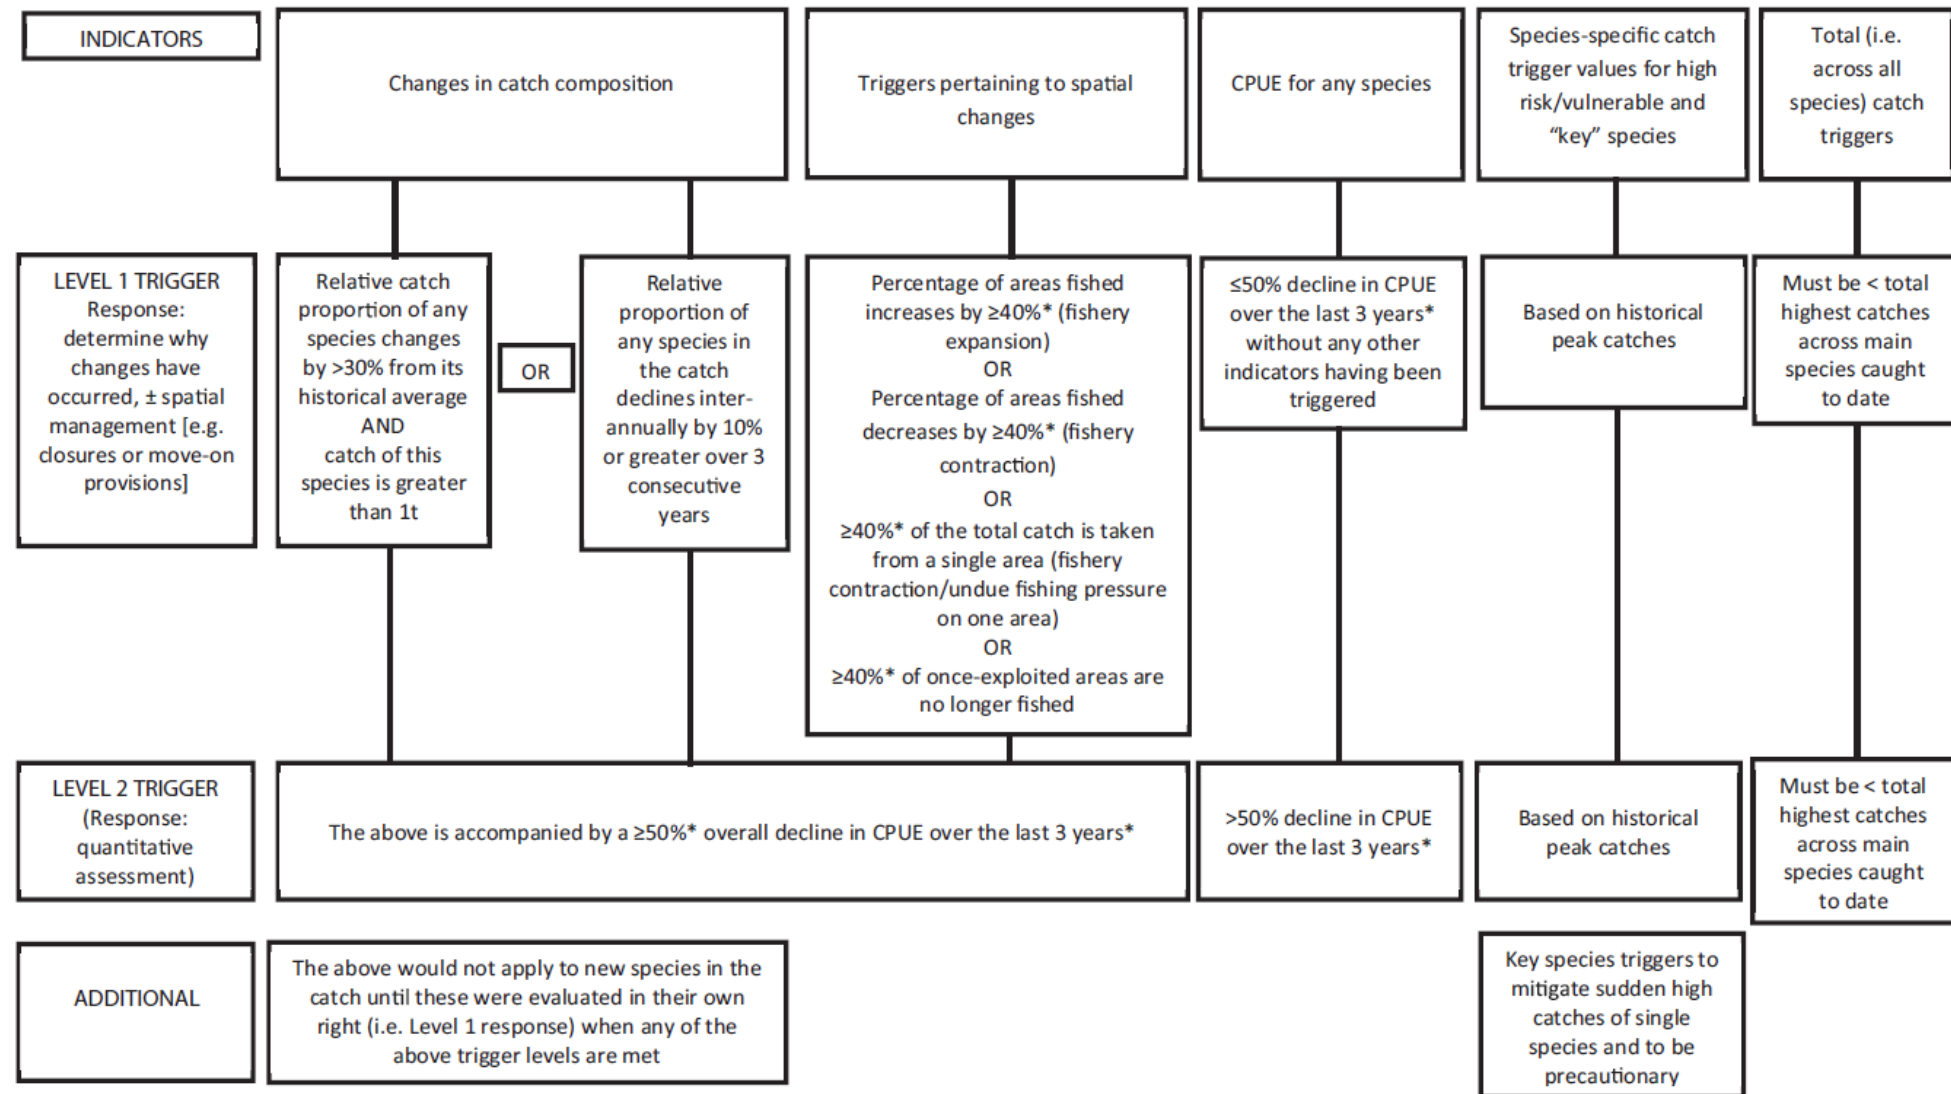 INDICATORS
Changes in catch composition
Triggers pertaining to spatial
changes
CPUE for any species
Species-specific catch
trigger values for high
risk/vulnerable and
“key” species
Total (i.e.
across all
species) catch
triggers
LEVEL 1 TRIGGER
Response:
determine why
changes have
occurred, ± spatial
management [e.g.
closures or move-on
provisions]
Relative catch
proportion of any
species changes
by >30% from its
historical average
AND
catch of this
species is greater
than 1t
OR
Relative
proportion of
any species in
the catch
declines inter-
annually by 10%
or greater over 3
consecutive
years
Percentage of areas fished
increases by ≥40%* (fishery
expansion)
OR
Percentage of areas fished
decreases by ≥40%* (fishery
contraction)
OR
≥40%* of the total catch is taken
from a single area (fishery
contraction/undue fishing pressure
on one area)
OR
≥40%* of once-exploited areas are
no longer fished
≤50% decline in CPUE
over the last 3 years*
without any other
indicators having been
triggered
Based on historical
peak catches
Must be < total
highest catches
across main
species caught
to date
LEVEL 2 TRIGGER
(Response:
quantitative
assessment)
The above is accompanied by a ≥50%* overall decline in CPUE over the last 3 years*
>50% decline in CPUE
over the last 3 years*
Based on historical
peak catches
Must be < total
highest catches
across main
species caught
to date
ADDITIONAL
The above would not apply to new species in the
catch until these were evaluated in their own
right (i.e. Level 1 response) when any of the
above trigger levels are met
Key species triggers to
mitigate sudden high
catches of single
species and to be
precautionary